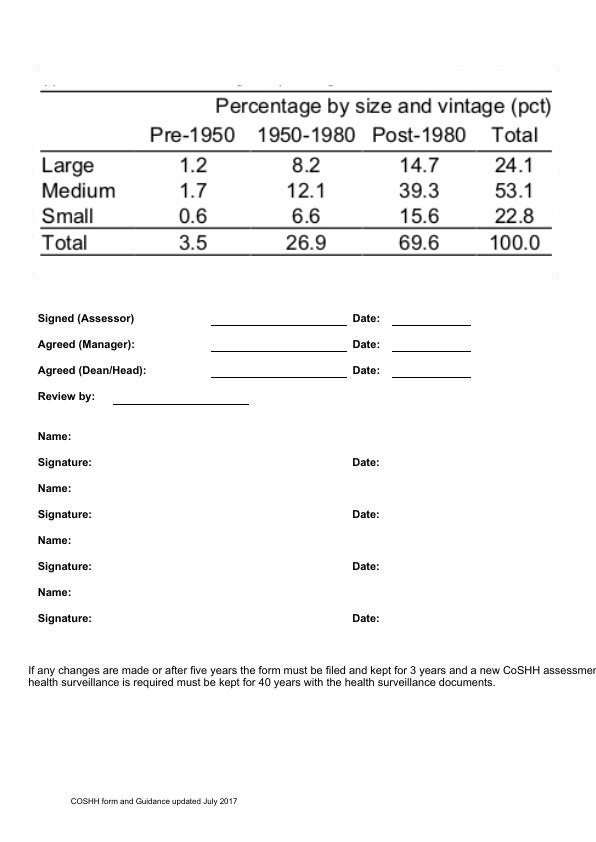 Percentage by size and vintage (pct)
Pre-1950 1950-1980 Post-1980 Total
Large 1.2 8.2 14.7 24.1
Medium 1.7 12.1 39.3 53.1
Small 0.6 6.6 15.6 22.8
Total 3.5 26.9 69.6 100.0
Signed (Assessor) Date:
Agreed (Manager): Date:
Agreed (Dean/Head): Date:
Review by:
Name:
Signature: Date:
Name:
Signature: Date:
Name:
Signature: Date:
Name:
Signature: Date:
If any changes are made or after five years the form must be filed and kept for 3 years and a new CoSHH assessmer
health surveillance is required must be kept for 40 years with the health surveillance documents.
COSHH form and Guidance updated July 2017